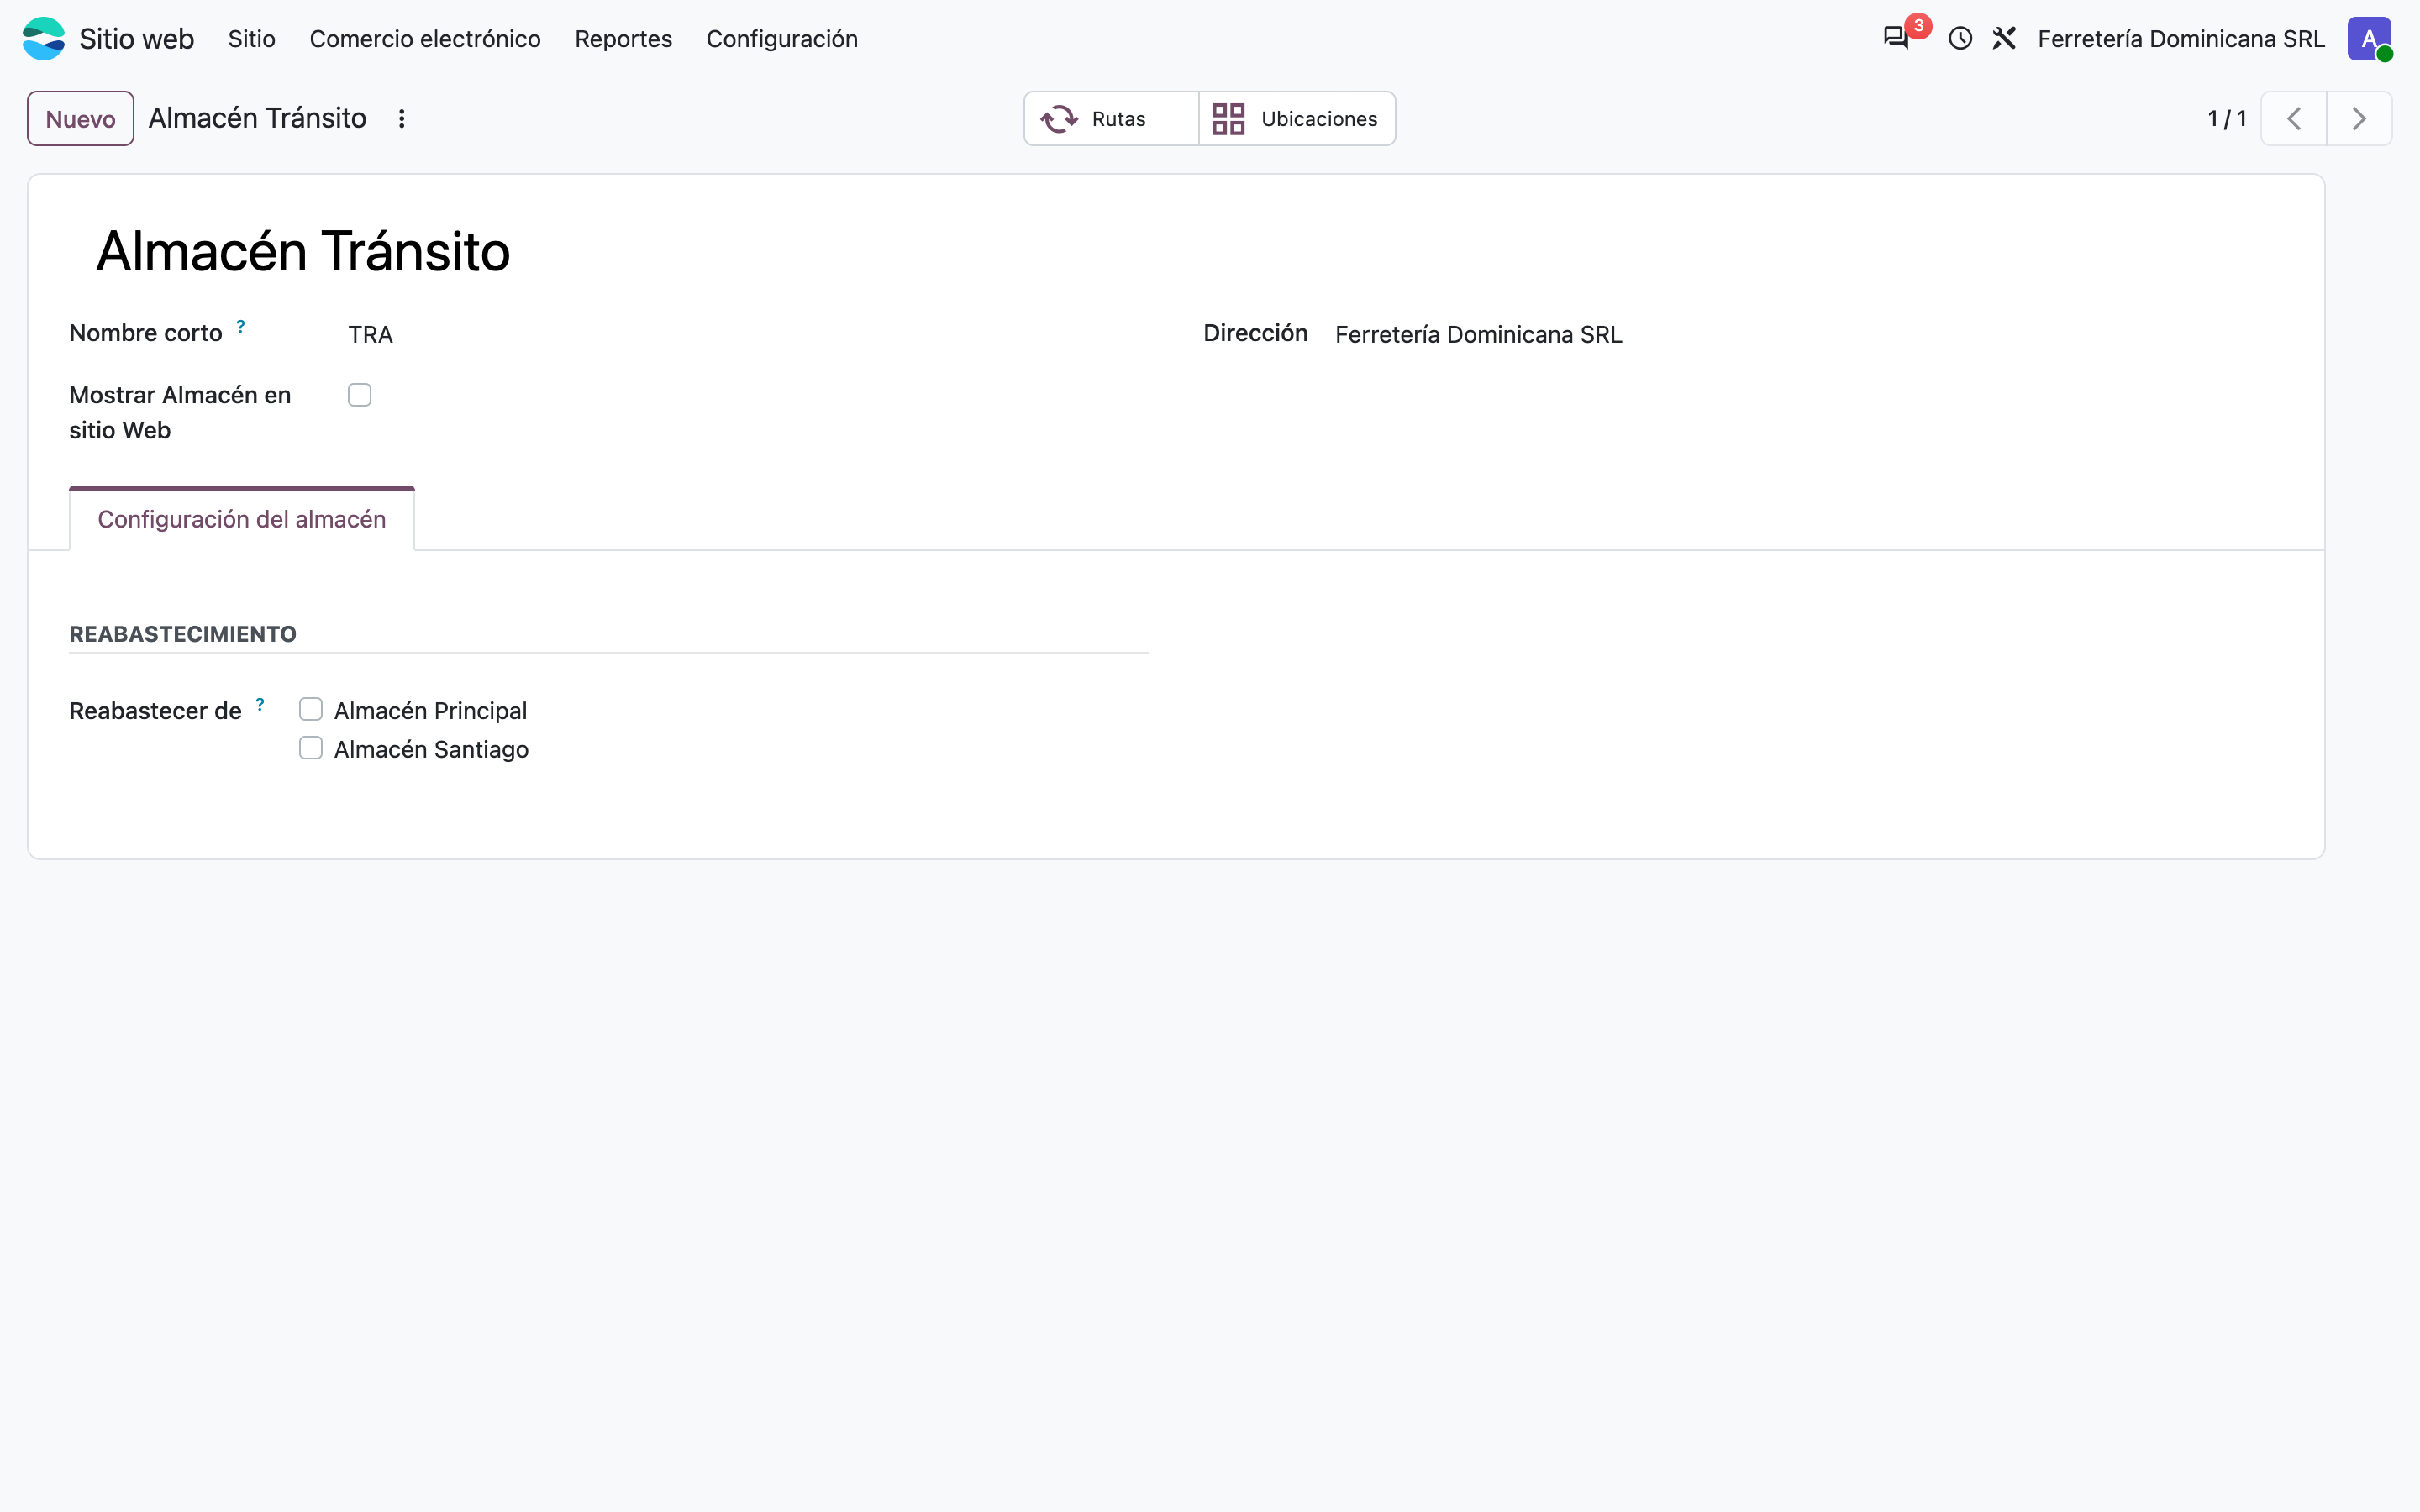 Sitio web Sitio Comercio electrónico Reportes Configuración 3 Ferretería Dominicana SRL A
Nuevo Almacén Tránsito Rutas Ubicaciones 1 / 1
Almacén Tránsito
Nombre corto ? TRA Dirección Ferretería Dominicana SRL
Mostrar Almacén en
sitio Web
Configuración del almacén
REABASTECIMIENTO
Reabastecer de ? Almacén Principal
Almacén Santiago